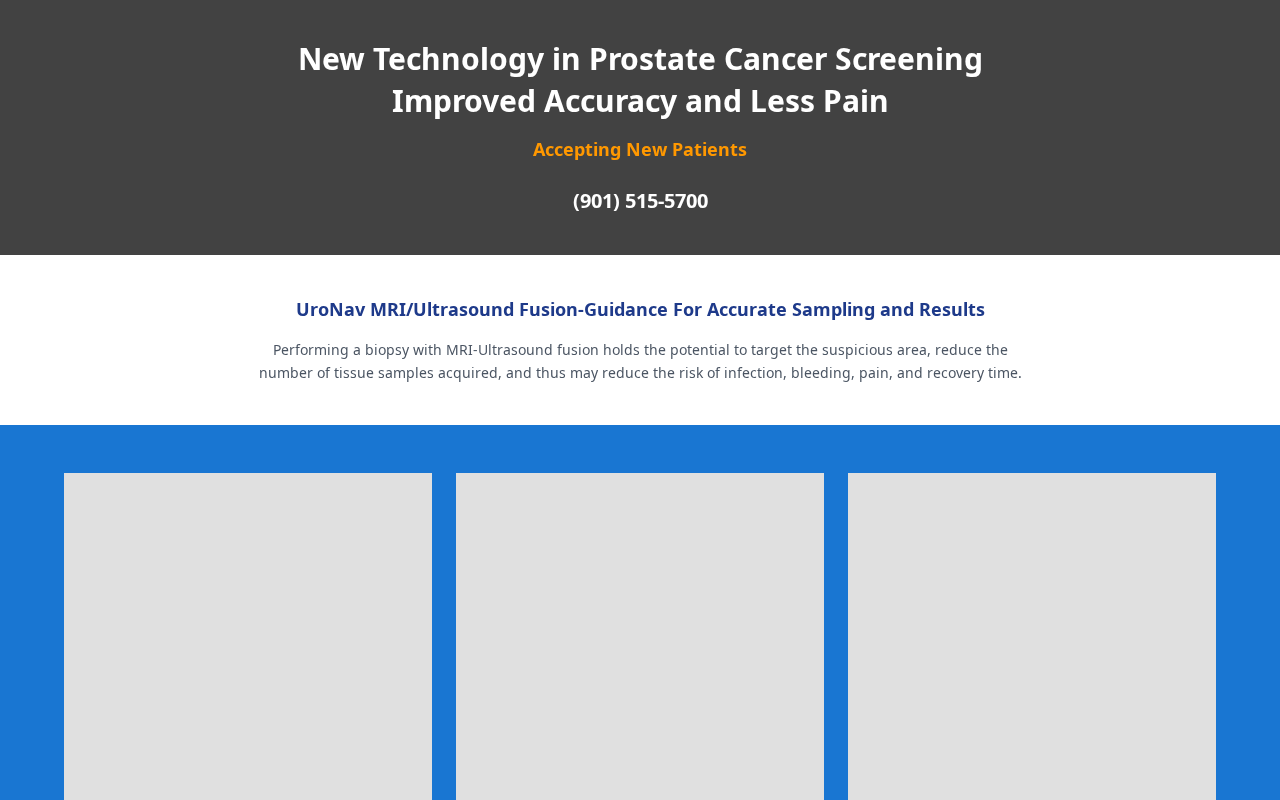 New Technology in Prostate Cancer Screening
Improved Accuracy and Less Pain
Accepting New Patients
(901) 515-5700
UroNav MRI/Ultrasound Fusion-Guidance For Accurate Sampling and Results
Performing a biopsy with MRI-Ultrasound fusion holds the potential to target the suspicious area, reduce the
number of tissue samples acquired, and thus may reduce the risk of infection, bleeding, pain, and recovery time.